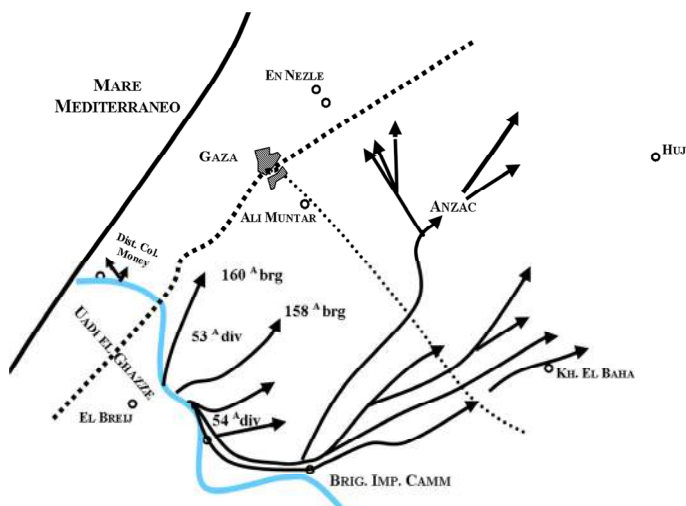 EN NEZLE
MARE
MEDITERRANEO
GAZA
HUJ
ALI MUNTAR
ANZAC
Dist. Col.
Money
160 A brg
158 A brg
53 A div
UADI EL GHAZZE
KH. EL BAHA
EL BREIJ
54 A div
BRIG. IMP. CAMM